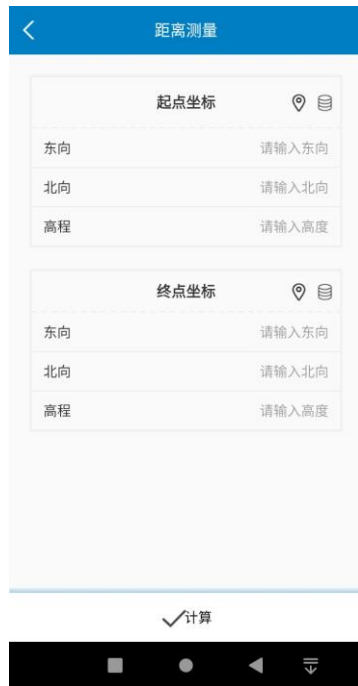 距离测量
起点坐标
东向 请输入东向
北向 请输入北向
高程 请输入高度
终点坐标
东向 请输入东向
北向 请输入北向
高程 请输入高度
计算